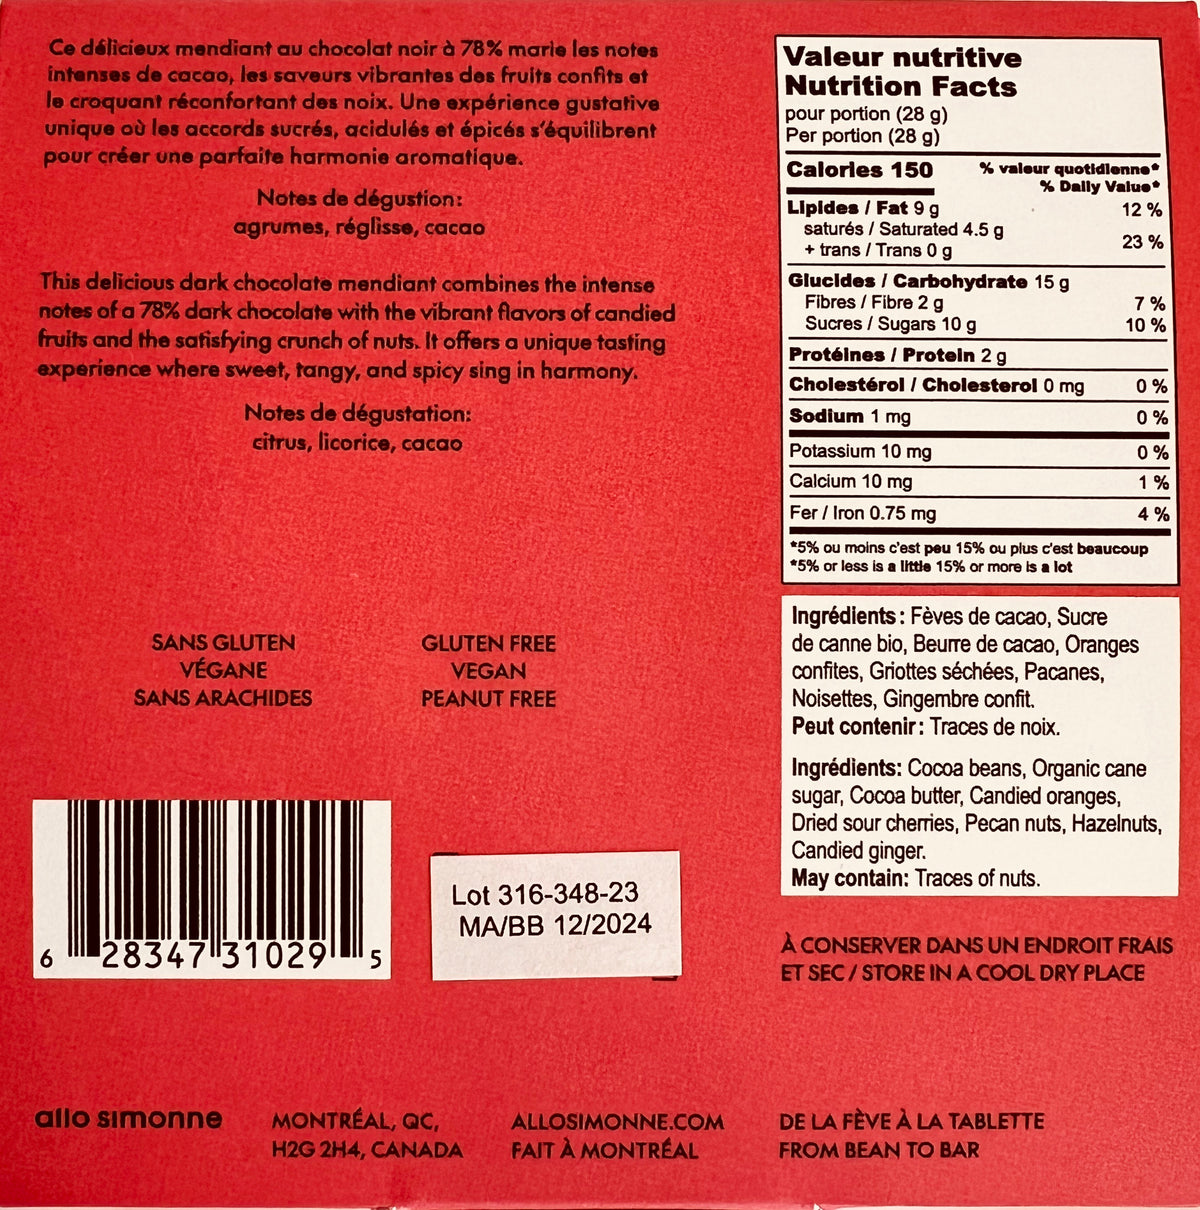 Ce délicieux mendiant au chocolat noir à 78% marie les notes
intenses de cacao, les saveurs vibrantes des fruits confits et
le croquant réconfortant des noix. Une expérience gustative
unique où les accords sucrés, acidulés et épicés s'équilibrent
pour créer une parfaite harmonie aromatique.
Notes de dégustion:
agrumes, réglisse, cacao
This delicious dark chocolate mendiant combines the intense
notes of a 78% dark chocolate with the vibrant flavors of candied
fruits and the satisfying crunch of nuts. It offers a unique tasting
experience where sweet, tangy, and spicy sing in harmony.
Notes de dégustation:
citrus, licorice, cacao
SANS GLUTEN
VÉGANE
SANS ARACHIDES
GLUTEN FREE
VEGAN
PEANUT FREE
Valeur nutritive
Nutrition Facts
pour portion (28 g)
Per portion (28 g)
Calories 150 % valeur quotidienne*
% Daily Value*
Lipides / Fat 9 g 12 %
saturés / Saturated 4.5 g
+ trans / Trans 0 g 23 %
Glucides / Carbohydrate 15 g
Fibres / Fibre 2 g 7 %
Sucres / Sugars 10 g 10 %
Protéines / Protein 2 g
Cholestérol / Cholesterol 0 mg 0 %
Sodium 1 mg 0 %
Potassium 10 mg 0 %
Calcium 10 mg 1 %
Fer / Iron 0.75 mg 4 %
*5% ou moins c'est peu 15% ou plus c'est beaucoup
*5% or less is a little 15% or more is a lot
Ingrédients : Fèves de cacao, Sucre
de canne bio, Beurre de cacao, Oranges
confites, Griottes séchées, Pacanes,
Noisettes, Gingembre confit.
Peut contenir : Traces de noix.
Ingrédients: Cocoa beans, Organic cane
sugar, Cocoa butter, Candied oranges,
Dried sour cherries, Pecan nuts, Hazelnuts,
Candied ginger.
May contain: Traces of nuts.
6 28347 31029 5
Lot 316-348-23
MA/BB 12/2024
À CONSERVER DANS UN ENDROIT FRAIS
ET SEC / STORE IN A COOL DRY PLACE
allo simonne
MONTRÉAL, QC,
H2G 2H4, CANADA
ALLOSIMONNE.COM
FAIT À MONTRÉAL
DE LA FÈVE À LA TABLETTE
FROM BEAN TO BAR